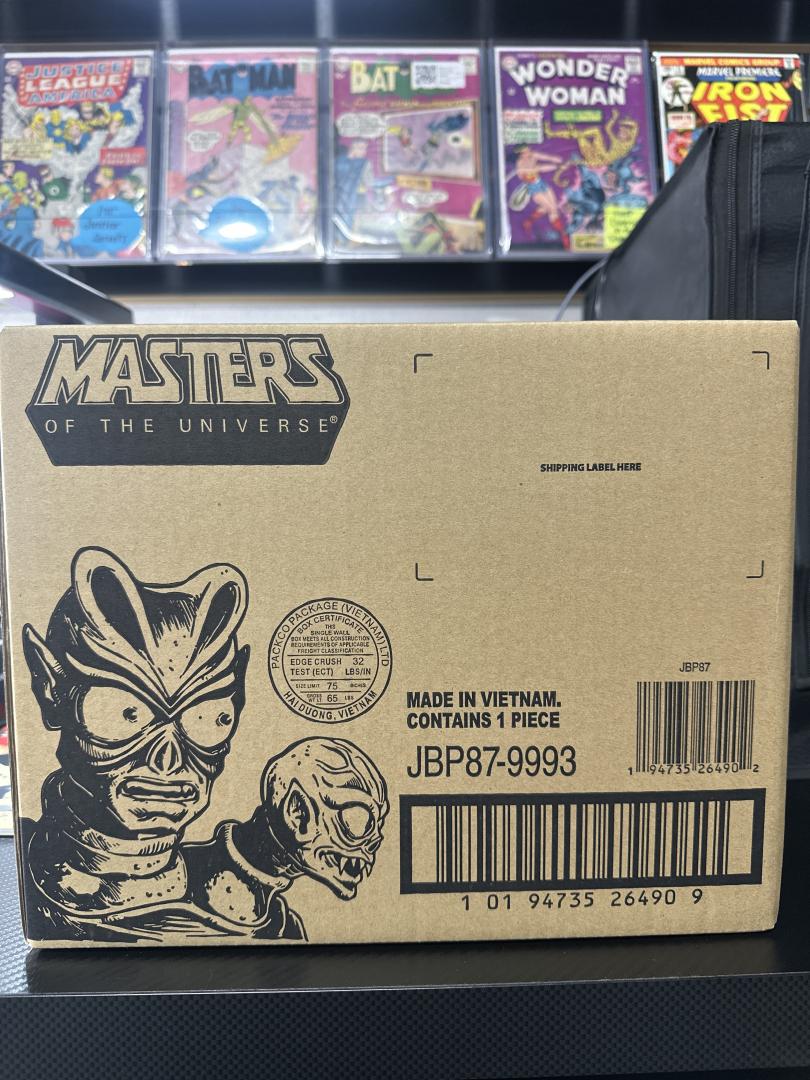 JUSTICE
LEAGUE
AMERICA
BATMAN
BAT
WONDER
WOMAN
MARVEL COMICS GROUP
MARVEL PREMIERE
IRON
FIST
MASTERS
OF THE UNIVERSE®
SHIPPING LABEL HERE
PACKCO PACKAGE (VIETNAM) LTD
BOX CERTIFICATE
THIS
SINGLE WALL
BOX MEETS ALL CONSTRUCTION
REQUIREMENTS OF APPLICABLE
FREIGHT CLASSIFICATION
EDGE CRUSH 32
TEST (ECT) LBS/IN
SIZE LIMIT 75 INCHES
GROSS WT LT 65 LBS
HAI DUONG, VIETNAM
JBP87
MADE IN VIETNAM.
CONTAINS 1 PIECE
JBP87-9993
1 94735 26490 2
1 01 94735 26490 9